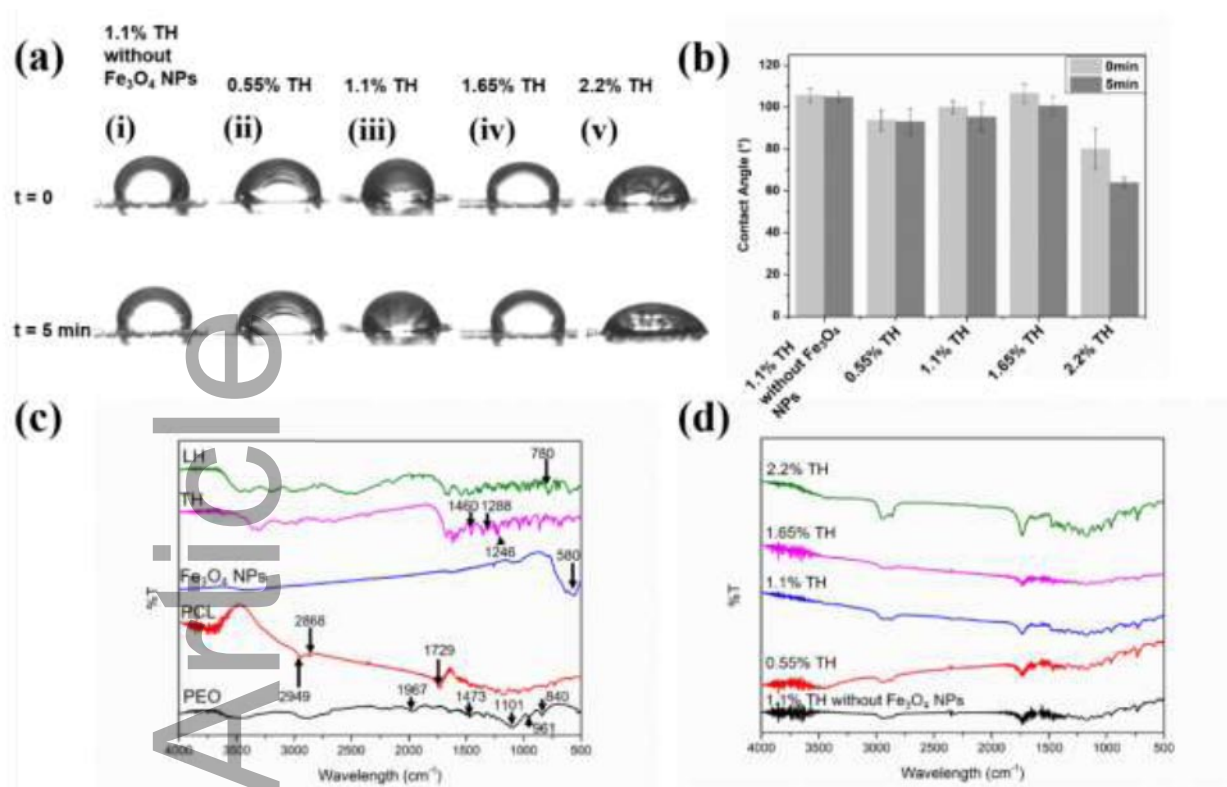 (a)
1.1% TH
without
Fe₃O₄ NPs
0.55% TH
1.1% TH
1.65% TH
2.2% TH
(i)
(ii)
(iii)
(iv)
(v)
t = 0
t = 5 min
(b)
120
100
80
60
40
20
0
Contact Angle (°)
0min
5min
1.1% TH
without Fe₃O₄
NPs
0.55% TH
1.1% TH
1.65% TH
2.2% TH
(c)
LH
780
TH
1460
1288
1246
Fe₃O₄ NPs
580
PCL
2868
2949
1729
PEO
1967
1473
1101
961
840
%T
4000
3500
3000
2500
2000
1500
1000
500
Wavelength (cm⁻¹)
(d)
2.2% TH
1.65% TH
1.1% TH
0.55% TH
1.1% TH without Fe₃O₄ NPs
%T
4000
3500
3000
2500
2000
1500
1000
500
Wavelength (cm⁻¹)
Article